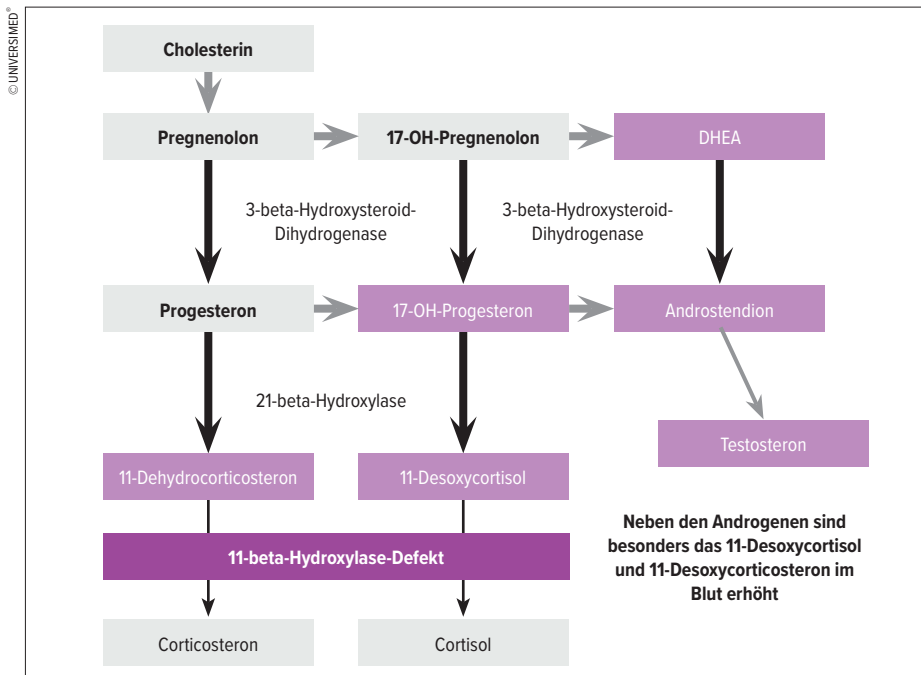 © UNIVERSIMED®
Cholesterin
Pregnenolon
17-OH-Pregnenolon
DHEA
3-beta-Hydroxysteroid-
Dihydrogenase
3-beta-Hydroxysteroid-
Dihydrogenase
Progesteron
17-OH-Progesteron
Androstendion
21-beta-Hydroxylase
Testosteron
11-Dehydrocorticosteron
11-Desoxycortisol
Neben den Androgenen sind
besonders das 11-Desoxycortisol
und 11-Desoxycorticosteron im
Blut erhöht
11-beta-Hydroxylase-Defekt
Corticosteron
Cortisol